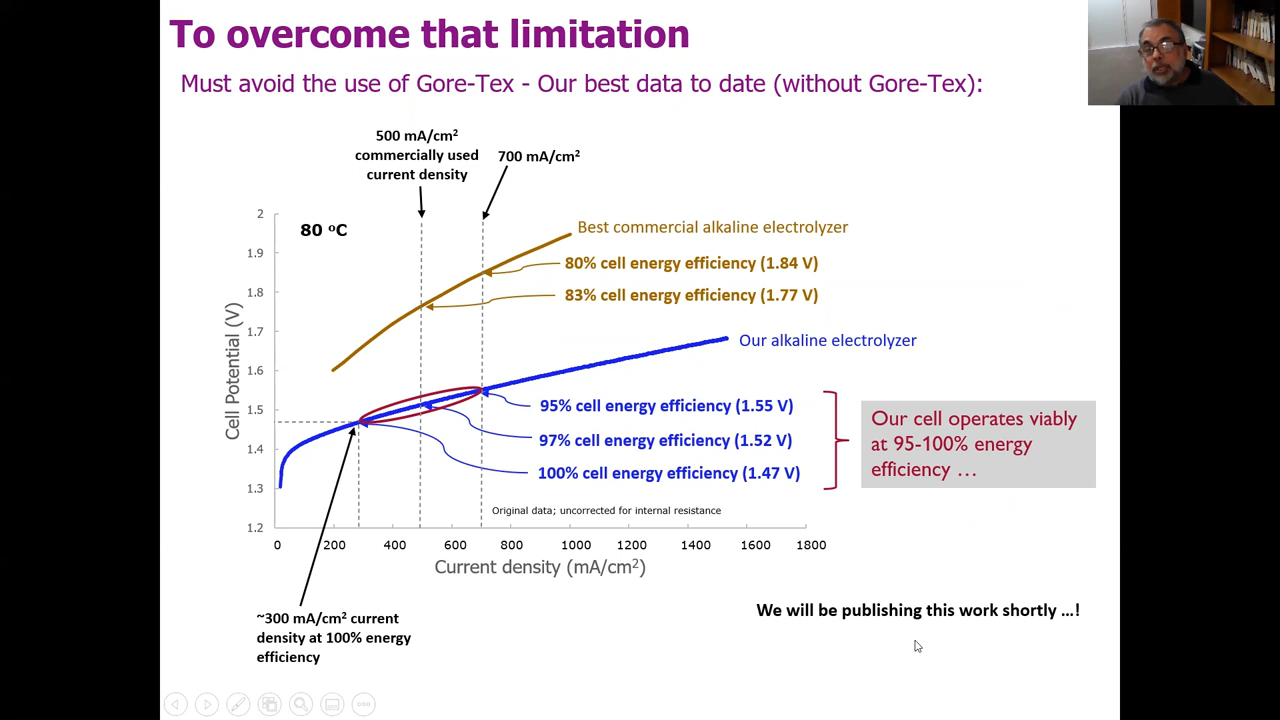 To overcome that limitation
Must avoid the use of Gore-Tex - Our best data to date (without Gore-Tex):
500 mA/cm²
commercially used
current density
700 mA/cm²
80 ᵒC
2
1.9
1.8
1.7
1.6
1.5
1.4
1.3
1.2
Cell Potential (V)
Best commercial alkaline electrolyzer
80% cell energy efficiency (1.84 V)
83% cell energy efficiency (1.77 V)
Our alkaline electrolyzer
95% cell energy efficiency (1.55 V)
97% cell energy efficiency (1.52 V)
100% cell energy efficiency (1.47 V)
Our cell operates viably
at 95-100% energy
efficiency …
Original data; uncorrected for internal resistance
0 200 400 600 800 1000 1200 1400 1600 1800
Current density (mA/cm²)
~300 mA/cm² current
density at 100% energy
efficiency
We will be publishing this work shortly …!